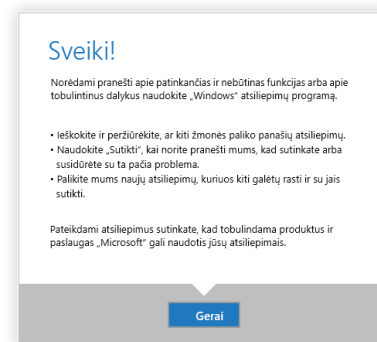 Sveiki!
Norėdami pranešti apie patinkančias ir nebūtinas funkcijas arba apie
tobulintinus dalykus naudokite „Windows“ atsiliepimų programą.
• Ieškokite ir peržiūrėkite, ar kiti žmonės paliko panašių atsiliepimų.
• Naudokite „Sutikti“, kai norite pranešti mums, kad sutinkate arba
susidūrėte su ta pačia problema.
• Palikite mums naujų atsiliepimų, kuriuos kiti galėtų rasti ir su jais
sutikti.
Pateikdami atsiliepimus sutinkate, kad tobulindama produktus ir
paslaugas „Microsoft“ gali naudotis jūsų atsiliepimais.
Gerai